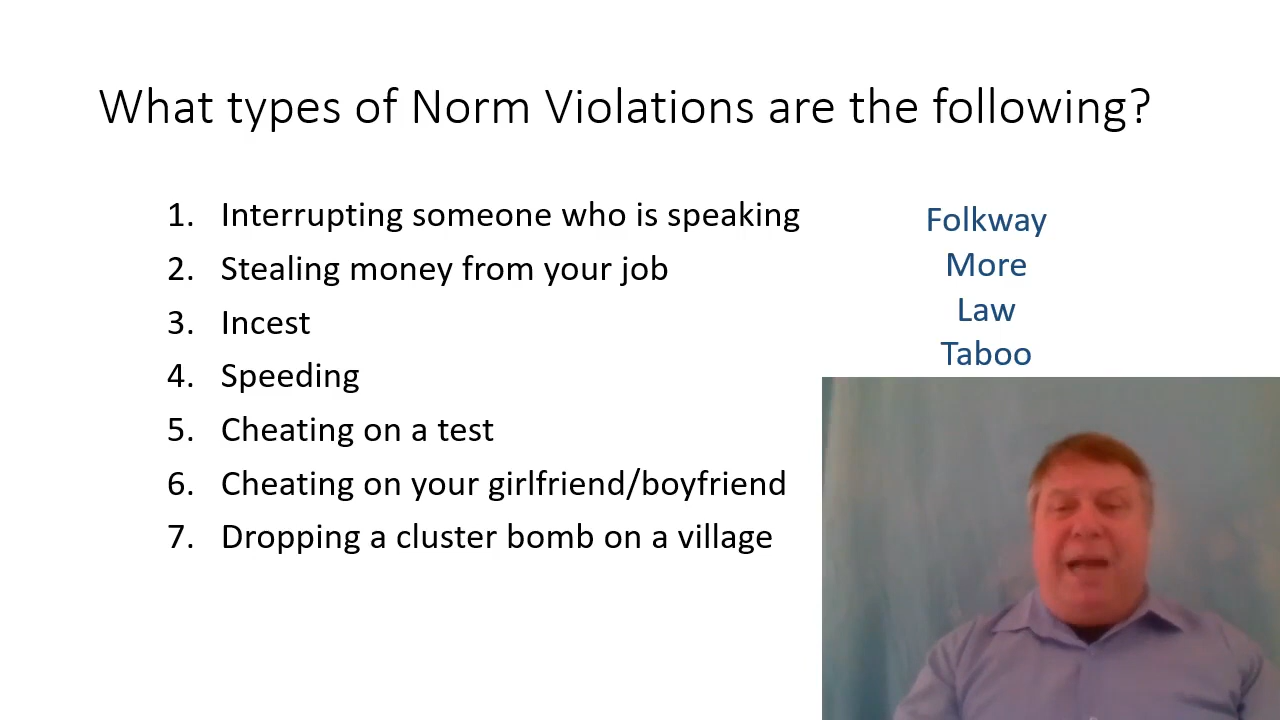 What types of Norm Violations are the following?
1. Interrupting someone who is speaking
2. Stealing money from your job
3. Incest
4. Speeding
5. Cheating on a test
6. Cheating on your girlfriend/boyfriend
7. Dropping a cluster bomb on a village
Folkway
More
Law
Taboo